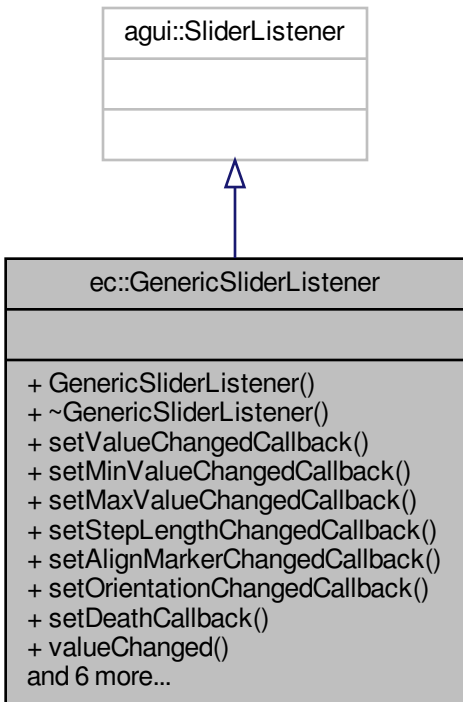 agui::SliderListener
ec::GenericSliderListener
+ GenericSliderListener()
+ ~GenericSliderListener()
+ setValueChangedCallback()
+ setMinValueChangedCallback()
+ setMaxValueChangedCallback()
+ setStepLengthChangedCallback()
+ setAlignMarkerChangedCallback()
+ setOrientationChangedCallback()
+ setDeathCallback()
+ valueChanged()
and 6 more...